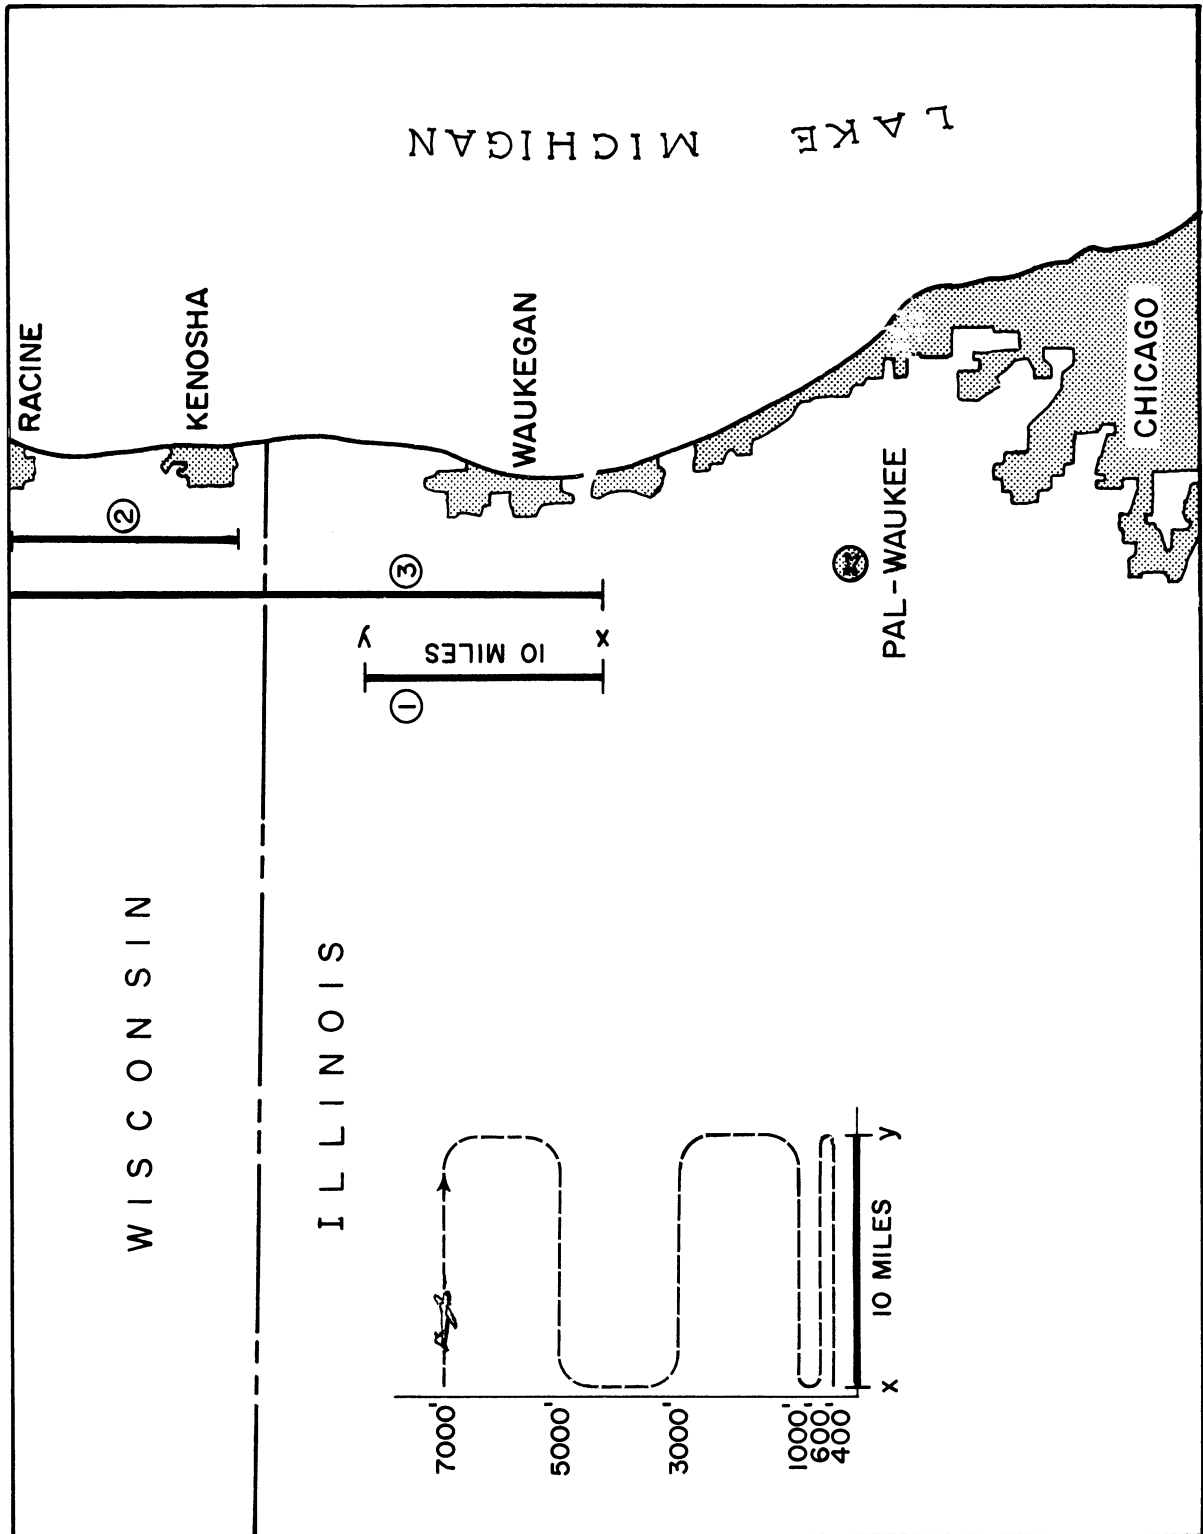 LAKE MICHIGAN
RACINE
KENOSHA
WAUKEGAN
CHICAGO
PAL-WAUKEE
②
③
①
y
10 MILES
x
WISCONSIN
ILLINOIS
7000'
5000'
3000'
1000'
600'
400'
x
10 MILES
y